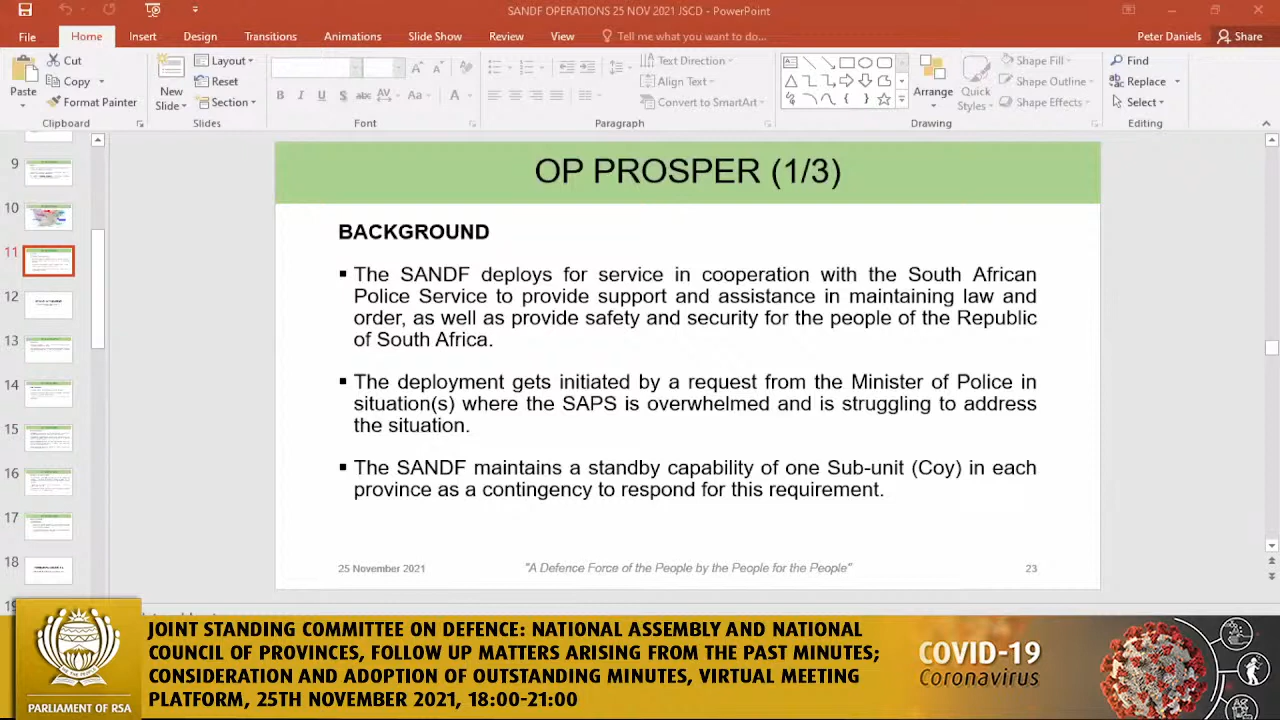 SANDF OPERATIONS 25 NOV 2021 JSCD - PowerPoint
File Home Insert Design Transitions Animations Slide Show Review View Tell me what you want to do... Peter Daniels Share
Cut
Copy
Format Painter
Paste
Clipboard
New
Slide
Layout
Reset
Section
Slides
B I U S abc AV Aa A
Font
Text Direction
Align Text
Convert to SmartArt
Paragraph
Arrange
Quick
Styles
Shape Fill
Shape Outline
Shape Effects
Drawing
Find
Replace
Select
Editing
9
10
11
12
13
14
15
16
17
18
OP PROSPER (1/3)
BACKGROUND
▪ The SANDF deploys for service in cooperation with the South African
Police Service to provide support and assistance in maintaining law and
order, as well as provide safety and security for the people of the Republic
of South Africa.
▪ The deployment gets initiated by a request from the Minister of Police in
situation(s) where the SAPS is overwhelmed and is struggling to address
the situation.
▪ The SANDF maintains a standby capability of one Sub-unit (Coy) in each
province as a contingency to respond for this requirement.
25 November 2021 "A Defence Force of the People by the People for the People" 23
PARLIAMENT OF RSA
JOINT STANDING COMMITTEE ON DEFENCE: NATIONAL ASSEMBLY AND NATIONAL
COUNCIL OF PROVINCES, FOLLOW UP MATTERS ARISING FROM THE PAST MINUTES;
CONSIDERATION AND ADOPTION OF OUTSTANDING MINUTES, VIRTUAL MEETING
PLATFORM, 25TH NOVEMBER 2021, 18:00-21:00
COVID-19
Coronavirus